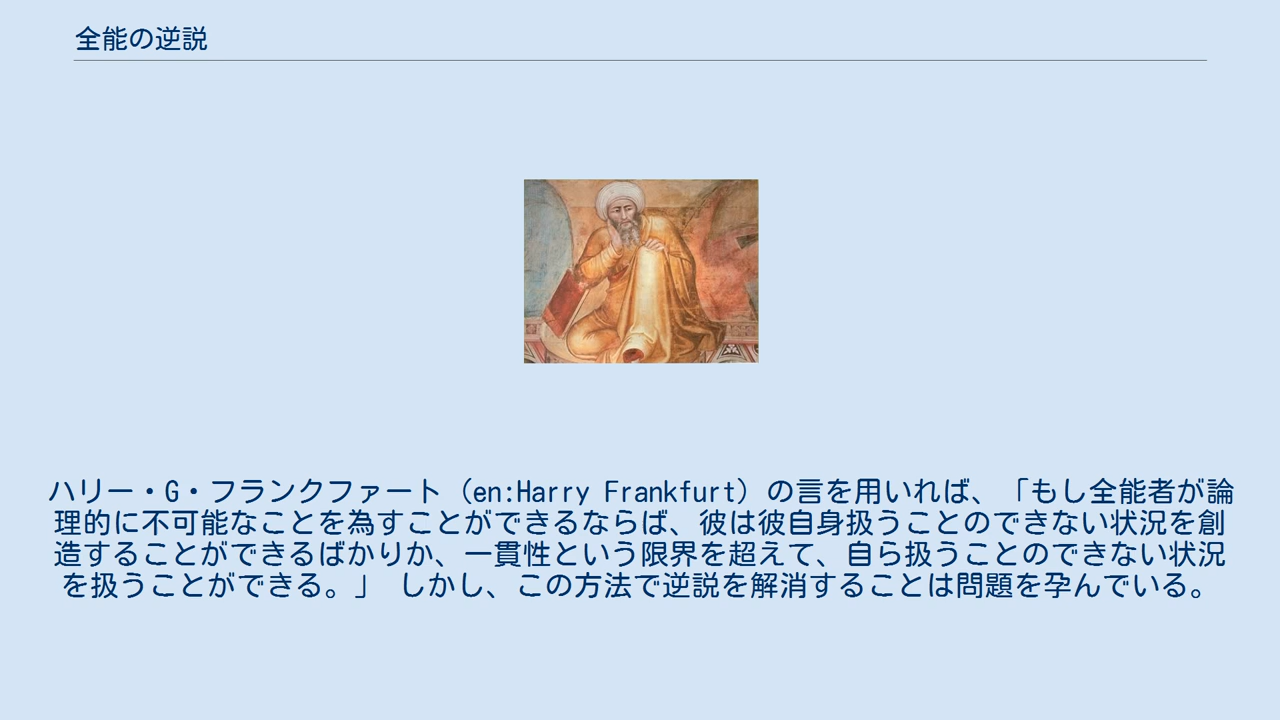 全能の逆説
ハリー・G・フランクファート（en:Harry Frankfurt）の言を用いれば、「もし全能者が論
理的に不可能なことを為すことができるならば、彼は彼自身扱うことのできない状況を創
造することができるばかりか、一貫性という限界を超えて、自ら扱うことのできない状況
を扱うことができる。」 しかし、この方法で逆説を解消することは問題を孕んでいる。